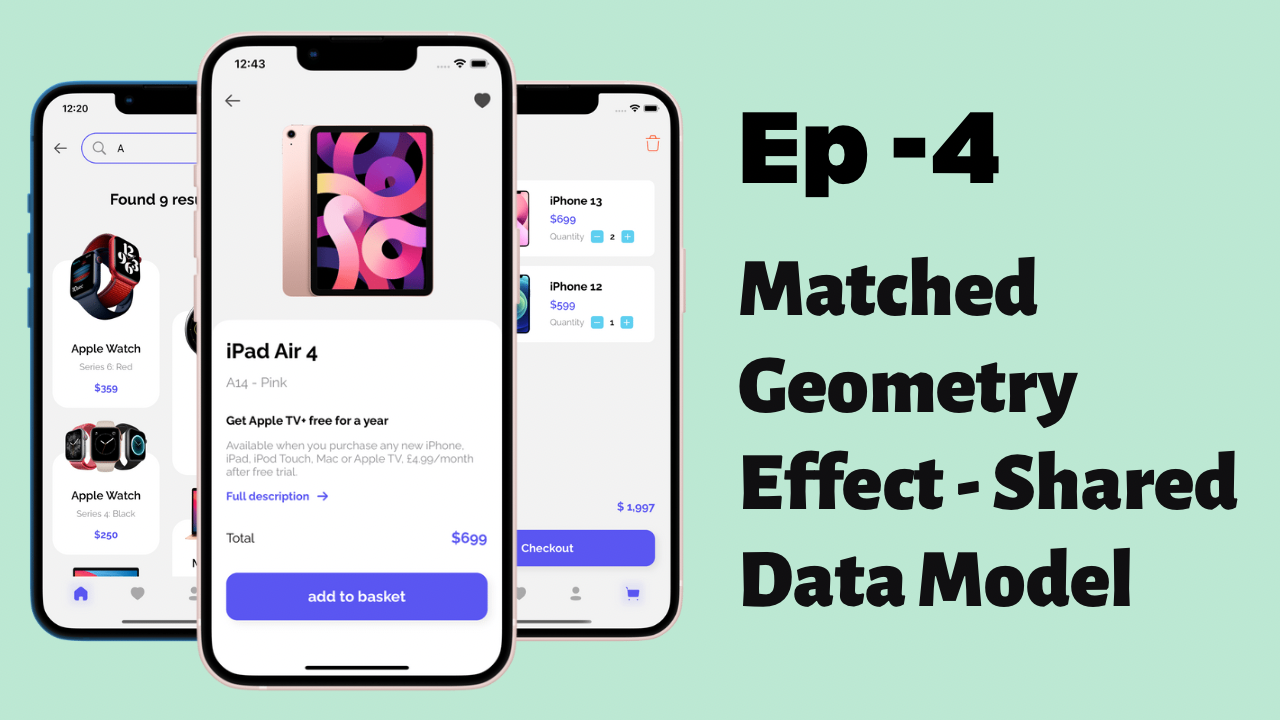 12:20
A
Found 9 resu
Apple Watch
Series 6: Red
$359
Apple Watch
Series 4: Black
$250
12:43
iPad Air 4
A14 - Pink
Get Apple TV+ free for a year
Available when you purchase any new iPhone,
iPad, iPod Touch, Mac or Apple TV, £4.99/month
after free trial.
Full description →
Total $699
add to basket
iPhone 13
$699
Quantity - 2 +
iPhone 12
$599
Quantity - 1 +
$ 1,997
Checkout
Ep -4
Matched
Geometry
Effect - Shared
Data Model